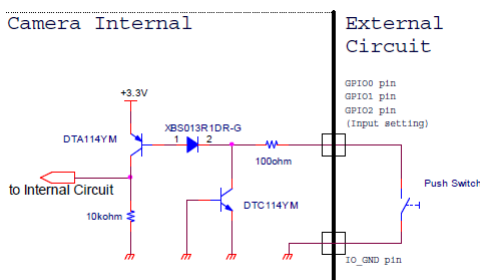 Camera Internal
External
Circuit
GPIO0 pin
GPIO1 pin
GPIO2 pin
(Input setting)
+3.3V
XBS013R1DR-G
DTA114YM
1
2
100ohm
to Internal Circuit
Push Switch
DTC114YM
10kohm
IO_GND pin